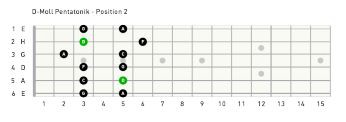 D-Moll Pentatonik - Position 2
1 E G A
2 H D F
3 G A C
4 D F G
5 A C D
6 E G A
1 2 3 4 5 6 7 8 9 10 11 12 13 14 15